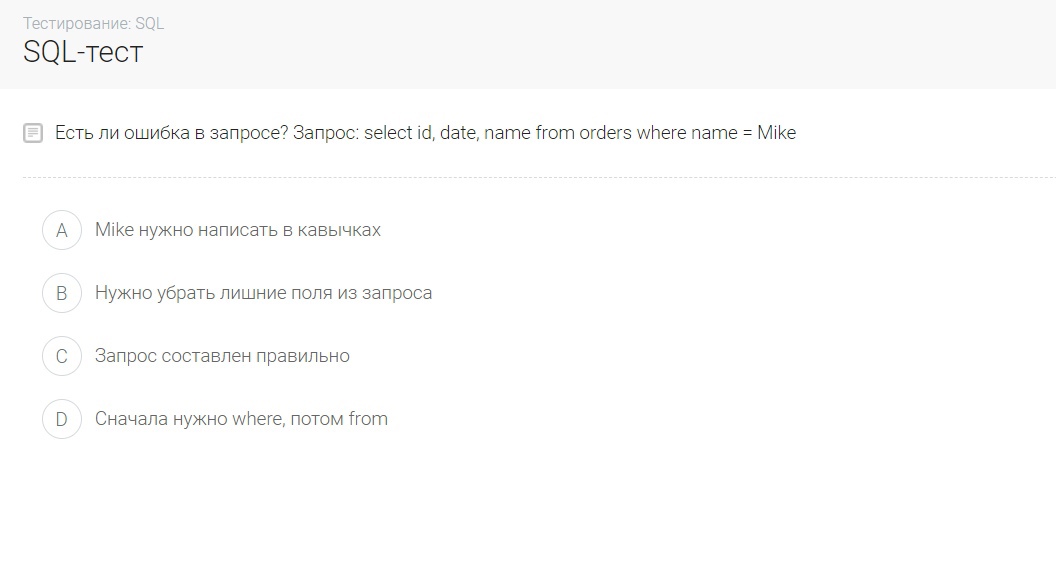 Тестирование: SQL
SQL-тест
Есть ли ошибка в запросе? Запрос: select id, date, name from orders where name = Mike
A Mike нужно написать в кавычках
B Нужно убрать лишние поля из запроса
C Запрос составлен правильно
D Сначала нужно where, потом from